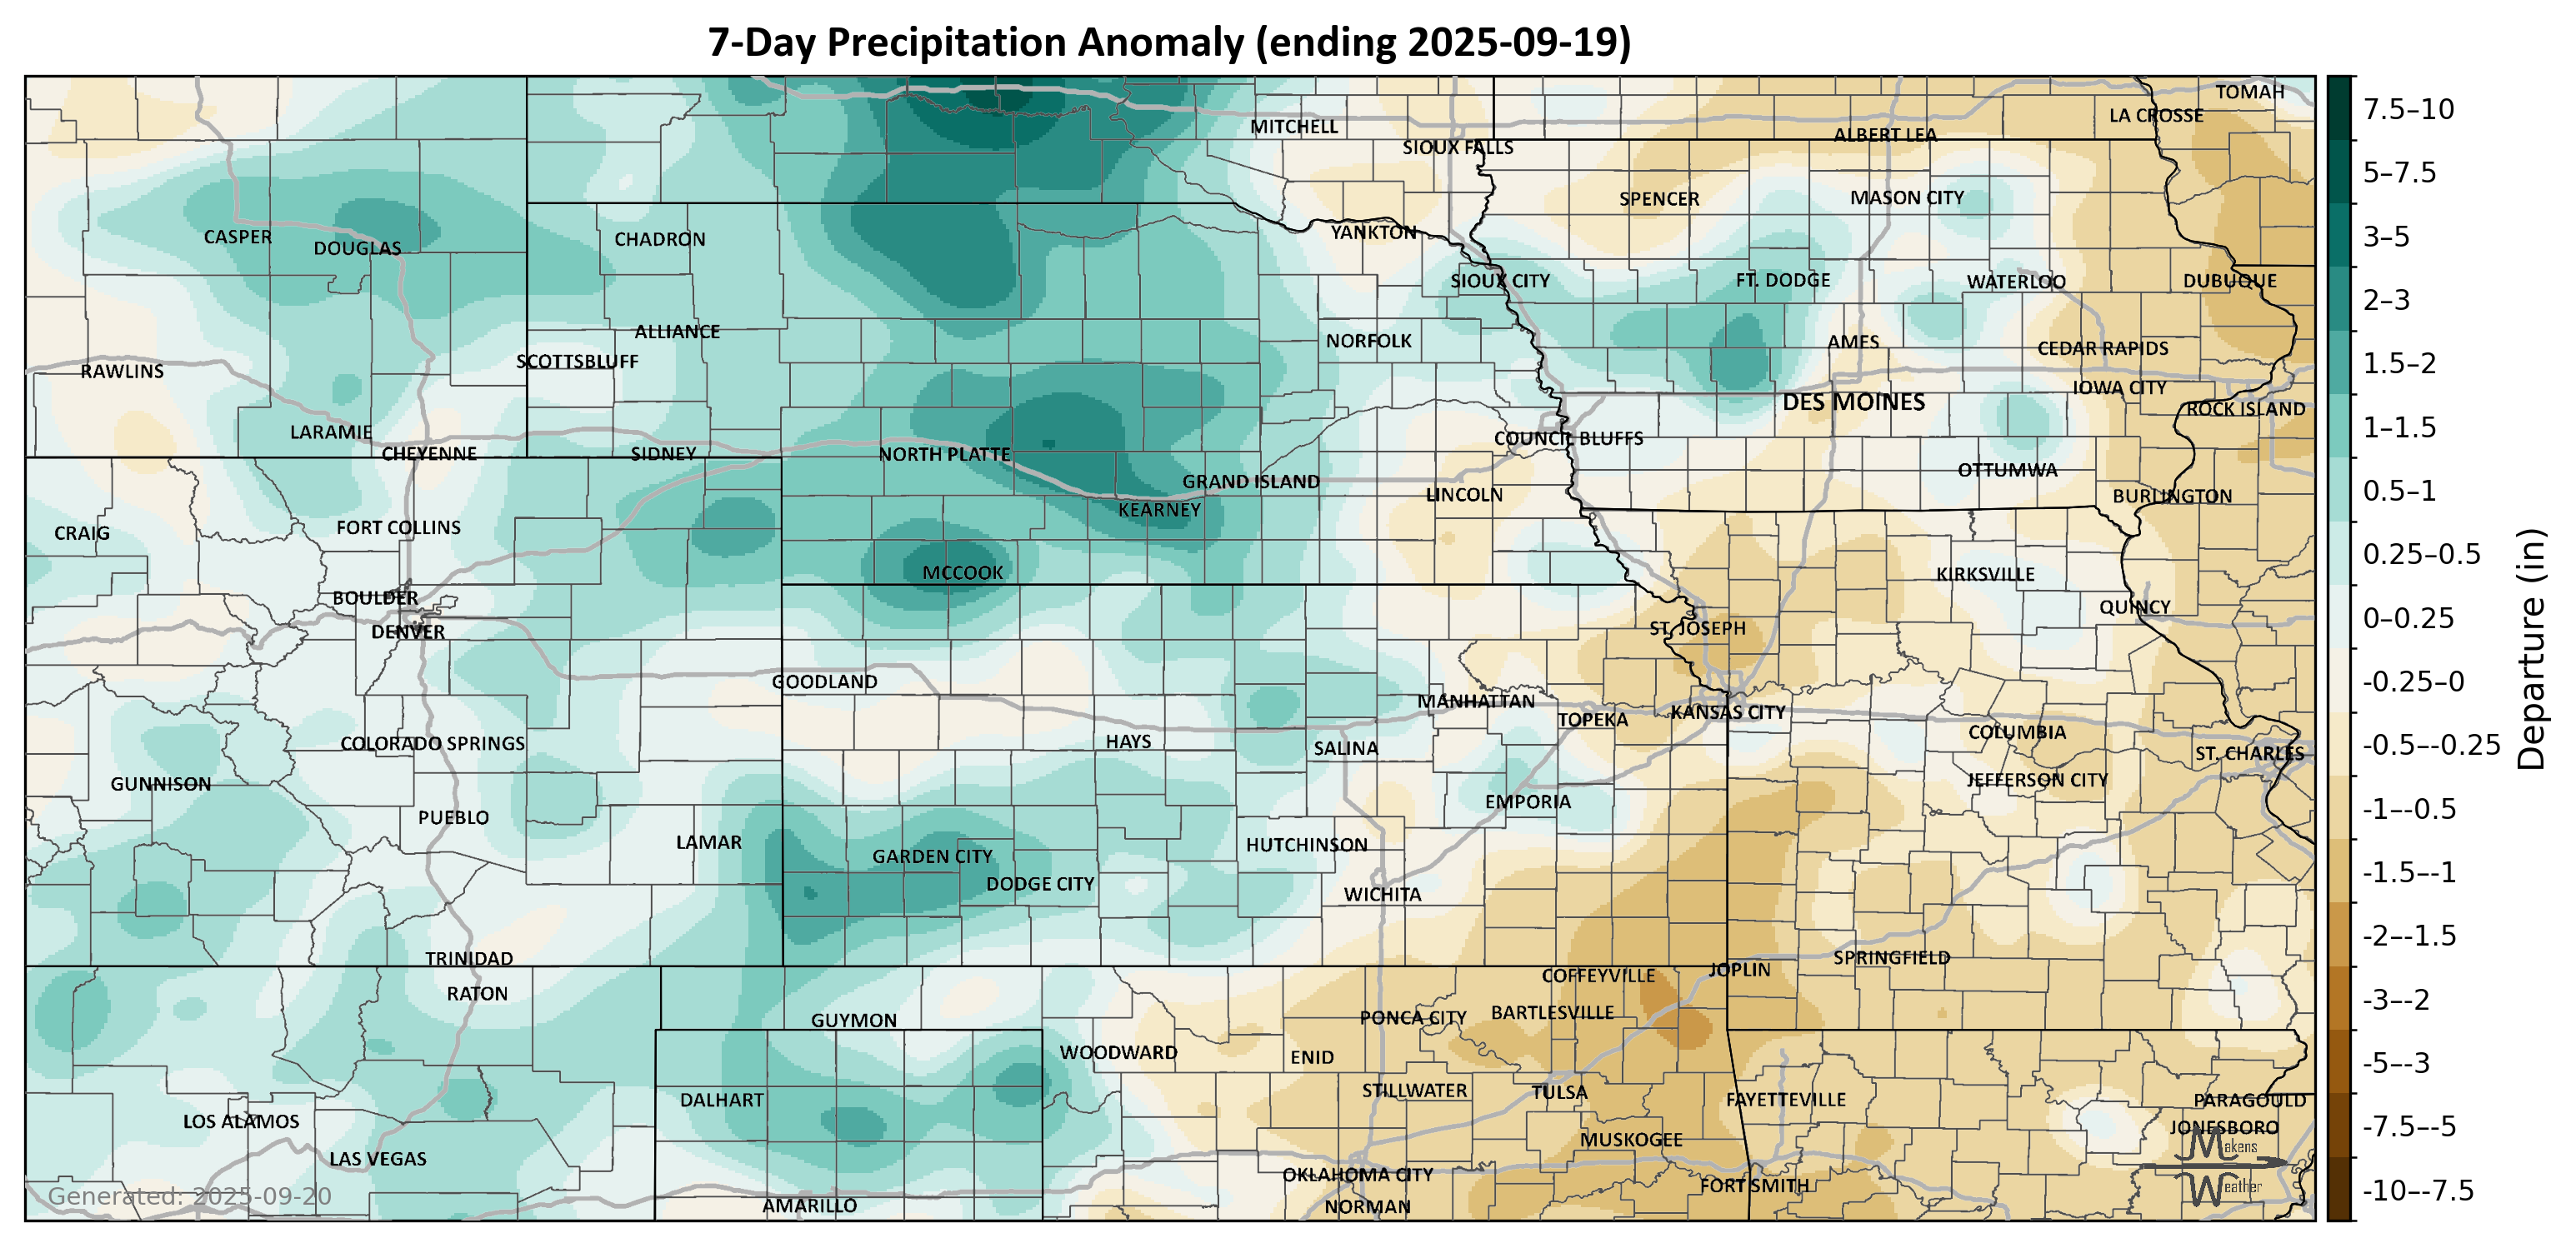 7-Day Precipitation Anomaly (ending 2025-09-19)
TOMAH
LA CROSSE
MITCHELL
ALBERT LEA
SIOUX FALLS
SPENCER
MASON CITY
YANKTON
CASPER
DOUGLAS
CHADRON
SIOUX CITY
FT. DODGE
WATERLOO
DUBUQUE
ALLIANCE
NORFOLK
AMES
CEDAR RAPIDS
SCOTTSBLUFF
RAWLINS
IOWA CITY
DES MOINES
ROCK ISLAND
LARAMIE
COUNCIL BLUFFS
CHEYENNE
SIDNEY
NORTH PLATTE
OTTUMWA
GRAND ISLAND
LINCOLN
BURLINGTON
KEARNEY
CRAIG
FORT COLLINS
MCCOOK
KIRKSVILLE
BOULDER
QUINCY
DENVER
ST. JOSEPH
GOODLAND
MANHATTAN
TOPEKA
KANSAS CITY
COLUMBIA
COLORADO SPRINGS
HAYS
SALINA
ST. CHARLES
GUNNISON
JEFFERSON CITY
EMPORIA
PUEBLO
LAMAR
HUTCHINSON
GARDEN CITY
DODGE CITY
WICHITA
TRINIDAD
SPRINGFIELD
JOPLIN
COFFEYVILLE
RATON
BARTLESVILLE
PONCA CITY
GUYMON
WOODWARD
ENID
STILLWATER
TULSA
DALHART
FAYETTEVILLE
PARAGOULD
LOS ALAMOS
JONESBORO
MUSKOGEE
LAS VEGAS
OKLAHOMA CITY
FORT SMITH
AMARILLO
NORMAN
Generated: 2025-09-20
Makens
Weather
7.5–10
5–7.5
3–5
2–3
1.5–2
1–1.5
0.5–1
0.25–0.5
0–0.25
-0.25–0
-0.5–-0.25
-1–-0.5
-1.5–-1
-2–-1.5
-3–-2
-5–-3
-7.5–-5
-10–-7.5
Departure (in)